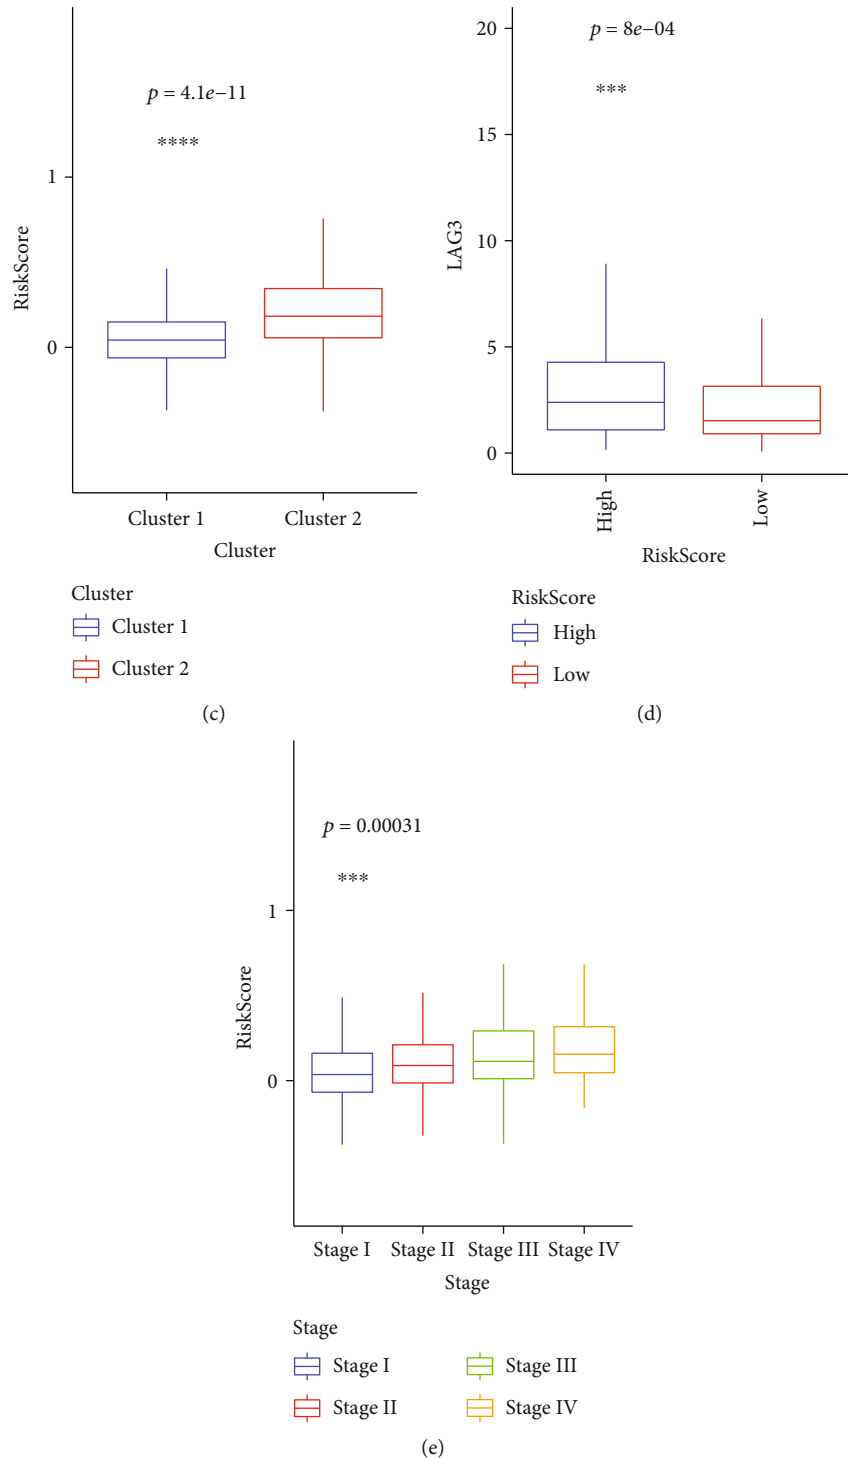 p = 4.1e–11
****
1
0
RiskScore
Cluster 1 Cluster 2
Cluster
Cluster
Cluster 1
Cluster 2
(c)
20
15
10
5
0
p = 8e–04
***
LAG3
High Low
RiskScore
RiskScore
High
Low
(d)
p = 0.00031
***
1
0
RiskScore
Stage I Stage II Stage III Stage IV
Stage
Stage
Stage I Stage III
Stage II Stage IV
(e)